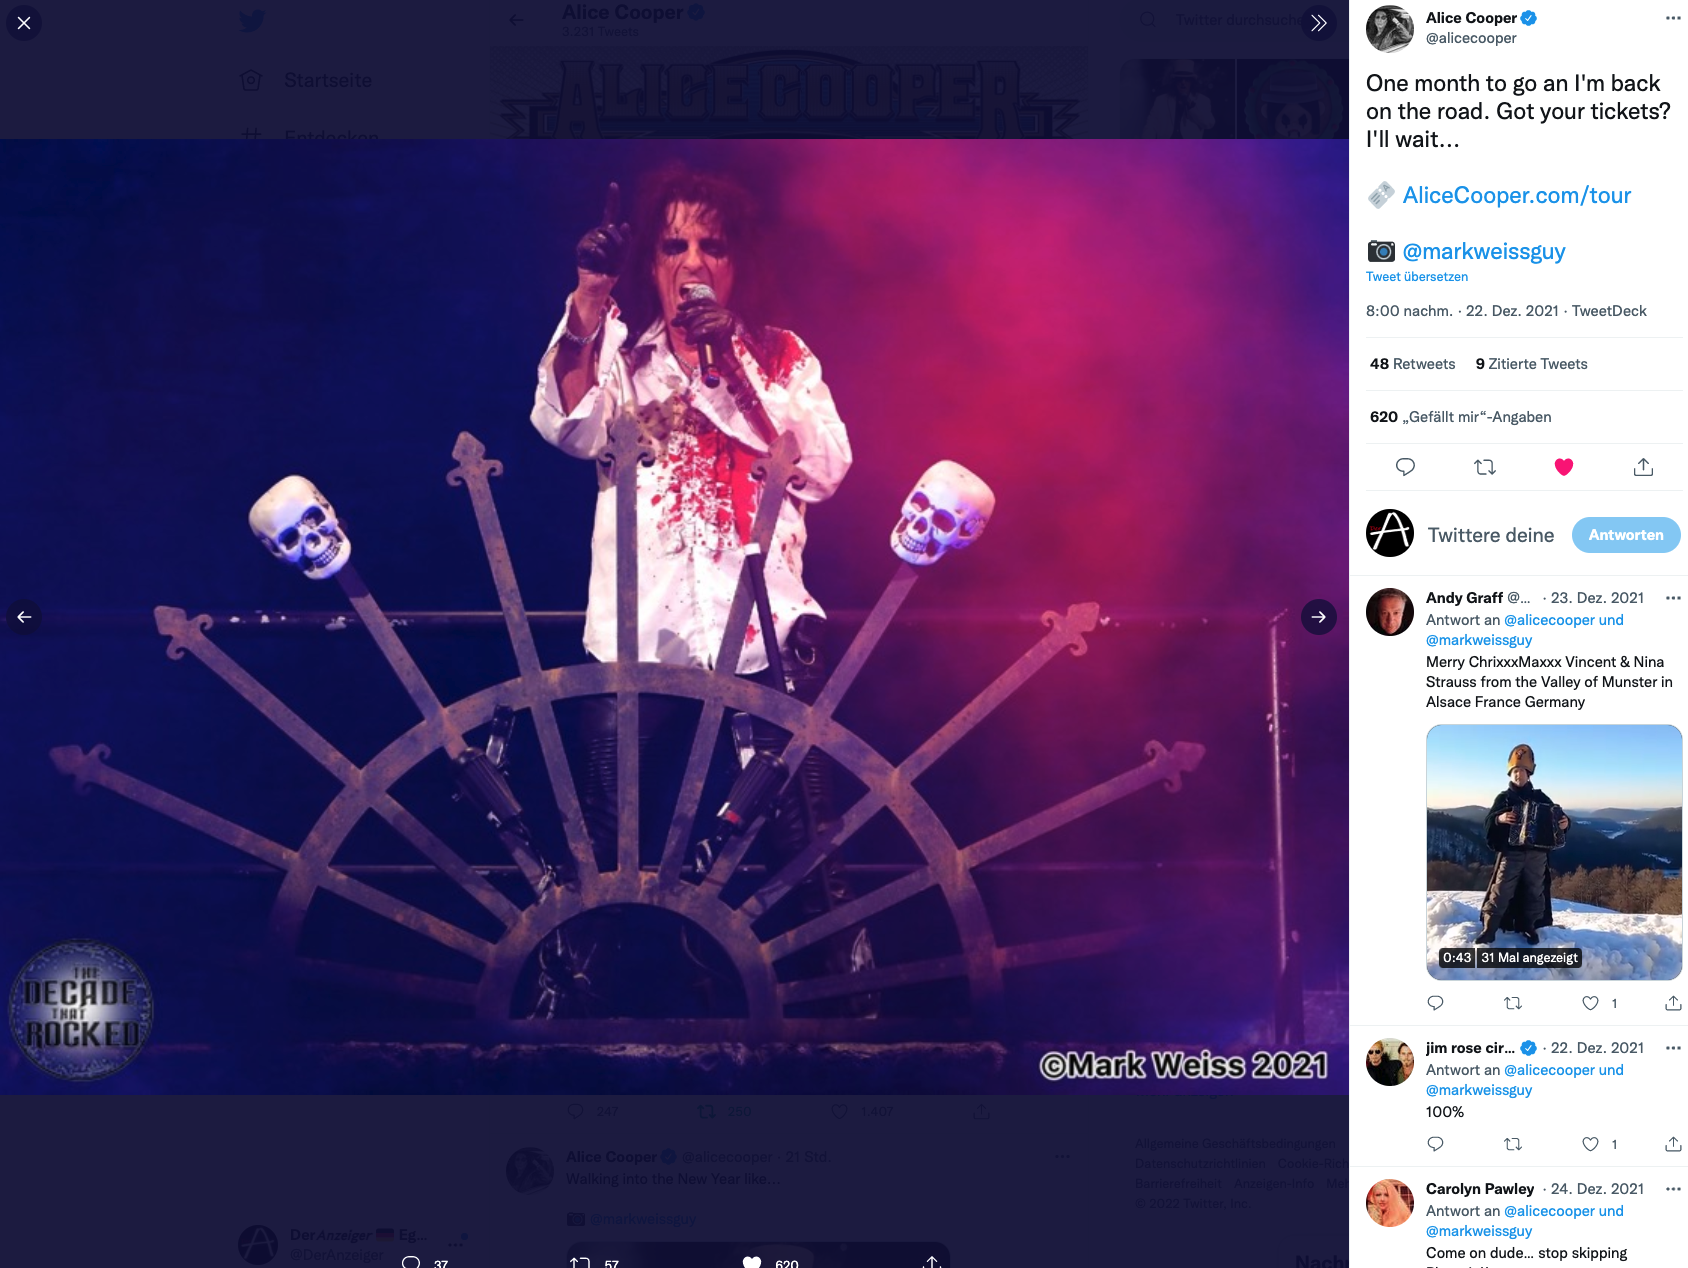 Alice Cooper
3.231 Tweets
Twitter durchsuche
Startseite
Entdecken
ALICE COOPER
THE
DECADE
THAT
ROCKED
©Mark Weiss 2021
247 250 1.407
Alice Cooper @alicecooper · 21 Std.
Walking into the New Year like...
@markweissguy
Allgemeine Geschäftsbedingungen
Datenschutzrichtlinien Cookie-Rich
Barrierefreiheit Anzeigen-Info Me
© 2022 Twitter, Inc.
DerAnzeiger Eg...
@DerAnzeiger
Nach
37 57 620
Alice Cooper
@alicecooper
One month to go an I'm back
on the road. Got your tickets?
I'll wait...
AliceCooper.com/tour
@markweissguy
Tweet übersetzen
8:00 nachm. · 22. Dez. 2021 · TweetDeck
48 Retweets 9 Zitierte Tweets
620 „Gefällt mir“-Angaben
Twittere deine Antworten
Andy Graff @... · 23. Dez. 2021
Antwort an @alicecooper und
@markweissguy
Merry ChrixxxMaxxx Vincent & Nina
Strauss from the Valley of Munster in
Alsace France Germany
0:43 31 Mal angezeigt
1
jim rose cir... · 22. Dez. 2021
Antwort an @alicecooper und
@markweissguy
100%
1
Carolyn Pawley · 24. Dez. 2021
Antwort an @alicecooper und
@markweissguy
Come on dude... stop skipping